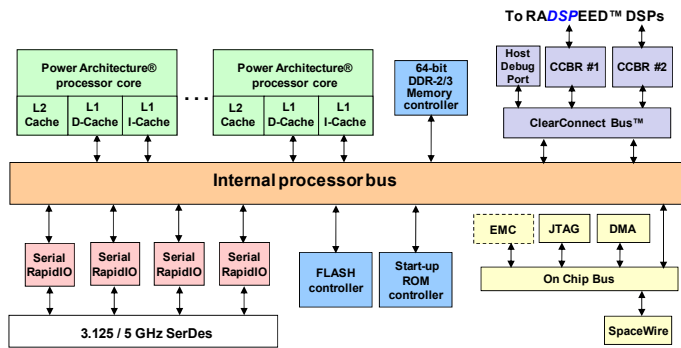 To RADSPEED™ DSPs
Power Architecture®
processor core
L2
Cache
L1
D-Cache
L1
I-Cache
...
Power Architecture®
processor core
L2
Cache
L1
D-Cache
L1
I-Cache
64-bit
DDR-2/3
Memory
controller
Host
Debug
Port
CCBR #1
CCBR #2
ClearConnect Bus™
Internal processor bus
Serial
RapidIO
Serial
RapidIO
Serial
RapidIO
Serial
RapidIO
3.125 / 5 GHz SerDes
FLASH
controller
Start-up
ROM
controller
EMC
JTAG
DMA
On Chip Bus
SpaceWire